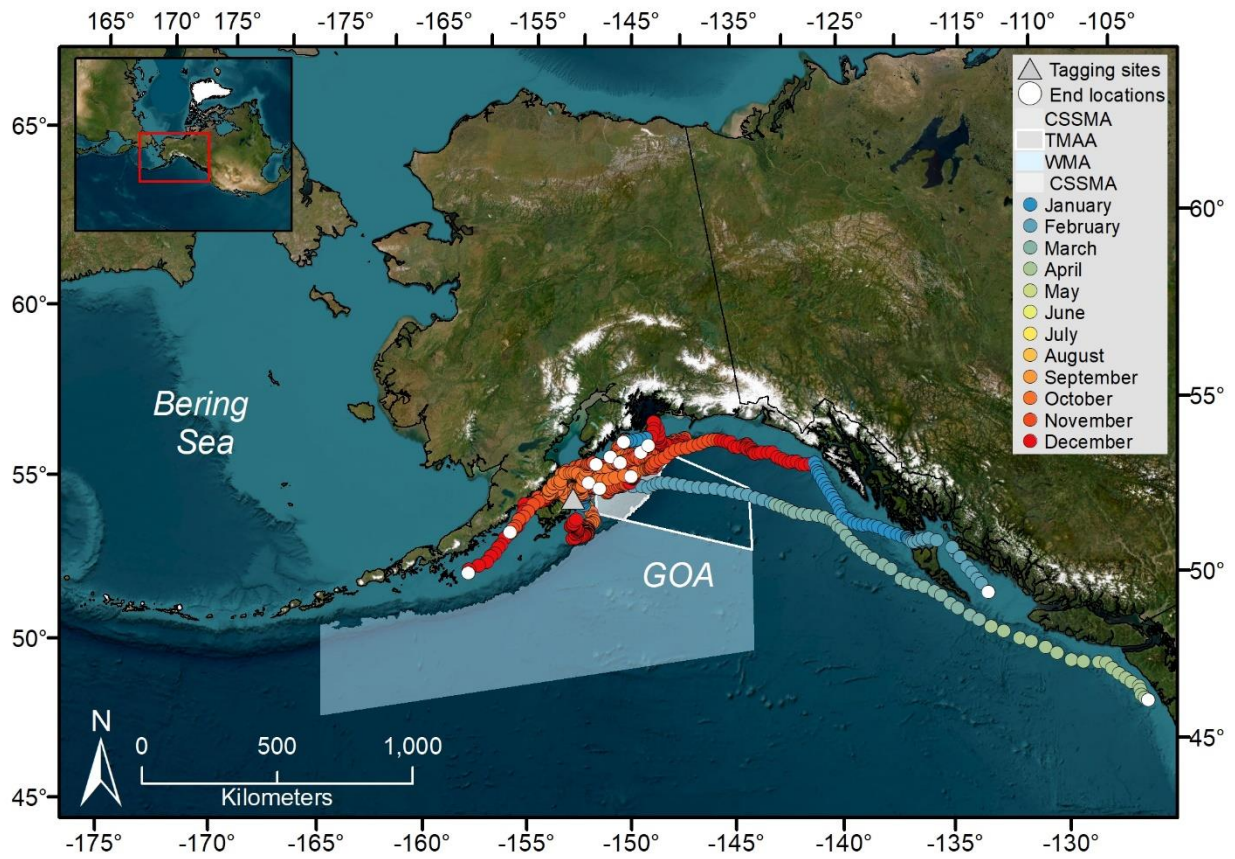 165° 170° 175° -175° -165° -160° -155° -150° -145° -140° -135° -125° -115° -110° -105°
Tagging sites
End locations
CSSMA
TMAA
WMA
CSSMA
January
February
March
April
May
June
July
August
September
October
November
December
65°
60°
55°
50°
45°
60°
55°
50°
45°
Bering
Sea
GOA
N
0 500 1,000
Kilometers
-175° -170° -160° -155° -150° -145° -140° -135° -130°